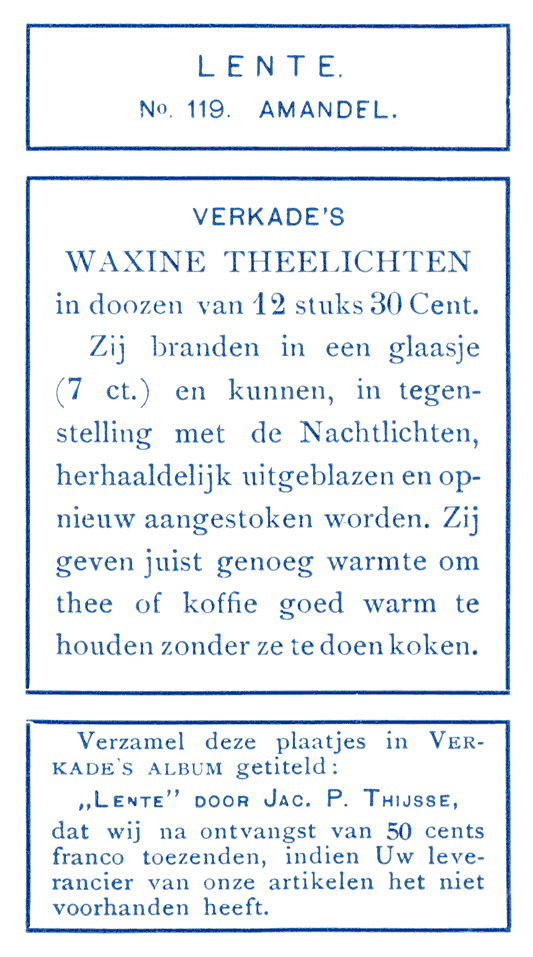 LENTE.
No. 119. AMANDEL.
VERKADE'S
WAXINE THEELICHTEN
in doozen van 12 stuks 30 Cent.
Zij branden in een glaasje
(7 ct.) en kunnen, in tegen-
stelling met de Nachtlichten,
herhaaldelijk uitgeblazen en op-
nieuw aangestoken worden. Zij
geven juist genoeg warmte om
thee of koffie goed warm te
houden zonder ze te doen koken.
Verzamel deze plaatjes in VER-
KADE'S ALBUM getiteld:
„LENTE” DOOR JAC. P. THIJSSE,
dat wij na ontvangst van 50 cents
franco toezenden, indien Uw leve-
rancier van onze artikelen het niet
voorhanden heeft.